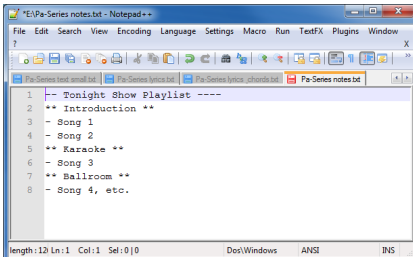 *E:\Pa-Series notes.txt - Notepad++
File Edit Search View Encoding Language Settings Macro Run TextFX Plugins Window
? X
Pa-Series text small.txt Pa-Series lyrics.txt Pa-Series lyrics_chords.txt Pa-Series notes.txt
1 -- Tonight Show Playlist ----
2 ** Introduction **
3 - Song 1
4 - Song 2
5 ** Karaoke **
6 - Song 3
7 ** Ballroom **
8 - Song 4, etc.
length : 12 Ln : 1 Col : 1 Sel : 0 | 0 Dos\Windows ANSI INS